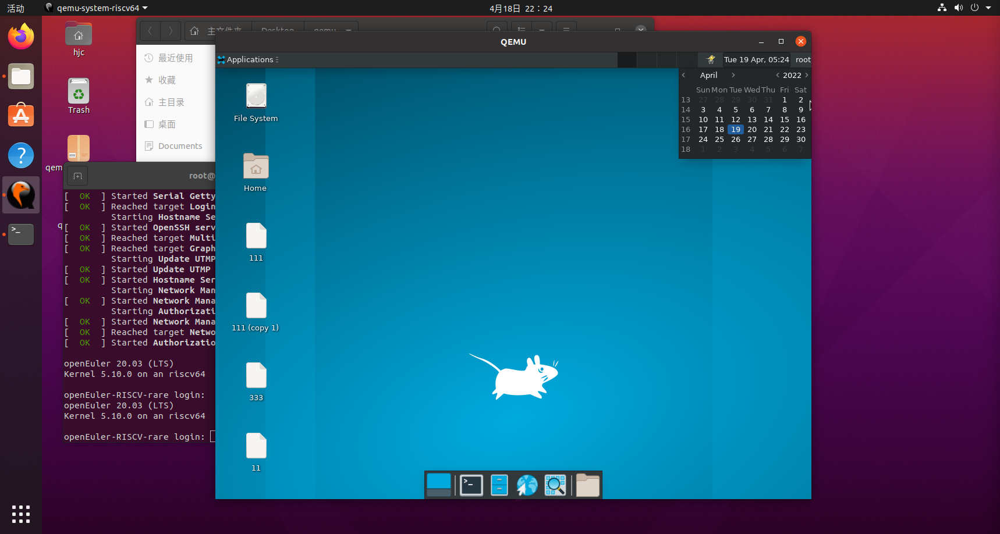 活动
qemu-system-riscv64
4月18日 22：24
hjc
Trash
qem
q
主文件夹
Desktop
qemu
最近使用
收藏
主目录
桌面
Documents
root@
[ OK ] Started Serial Getty
[ OK ] Reached target Login
Starting Hostname Se
[ OK ] Started OpenSSH serv
[ OK ] Reached target Multi
[ OK ] Reached target Graph
Starting Update UTMP
[ OK ] Started Update UTMP
[ OK ] Started Hostname Ser
Starting Network Man
[ OK ] Started Network Mana
Starting Authorizati
[ OK ] Started Network Mana
[ OK ] Reached target Netwo
[ OK ] Started Authorizatio
openEuler 20.03 (LTS)
Kernel 5.10.0 on an riscv64
openEuler-RISCV-rare login:
openEuler 20.03 (LTS)
Kernel 5.10.0 on an riscv64
openEuler-RISCV-rare login:
QEMU
Applications
Tue 19 Apr, 05:24
root
April 2022
Sun Mon Tue Wed Thu Fri Sat
13 27 28 29 30 31 1 2
14 3 4 5 6 7 8 9
15 10 11 12 13 14 15 16
16 17 18 19 20 21 22 23
17 24 25 26 27 28 29 30
18 1 2 3 4 5 6 7
File System
Home
111
111 (copy 1)
333
11